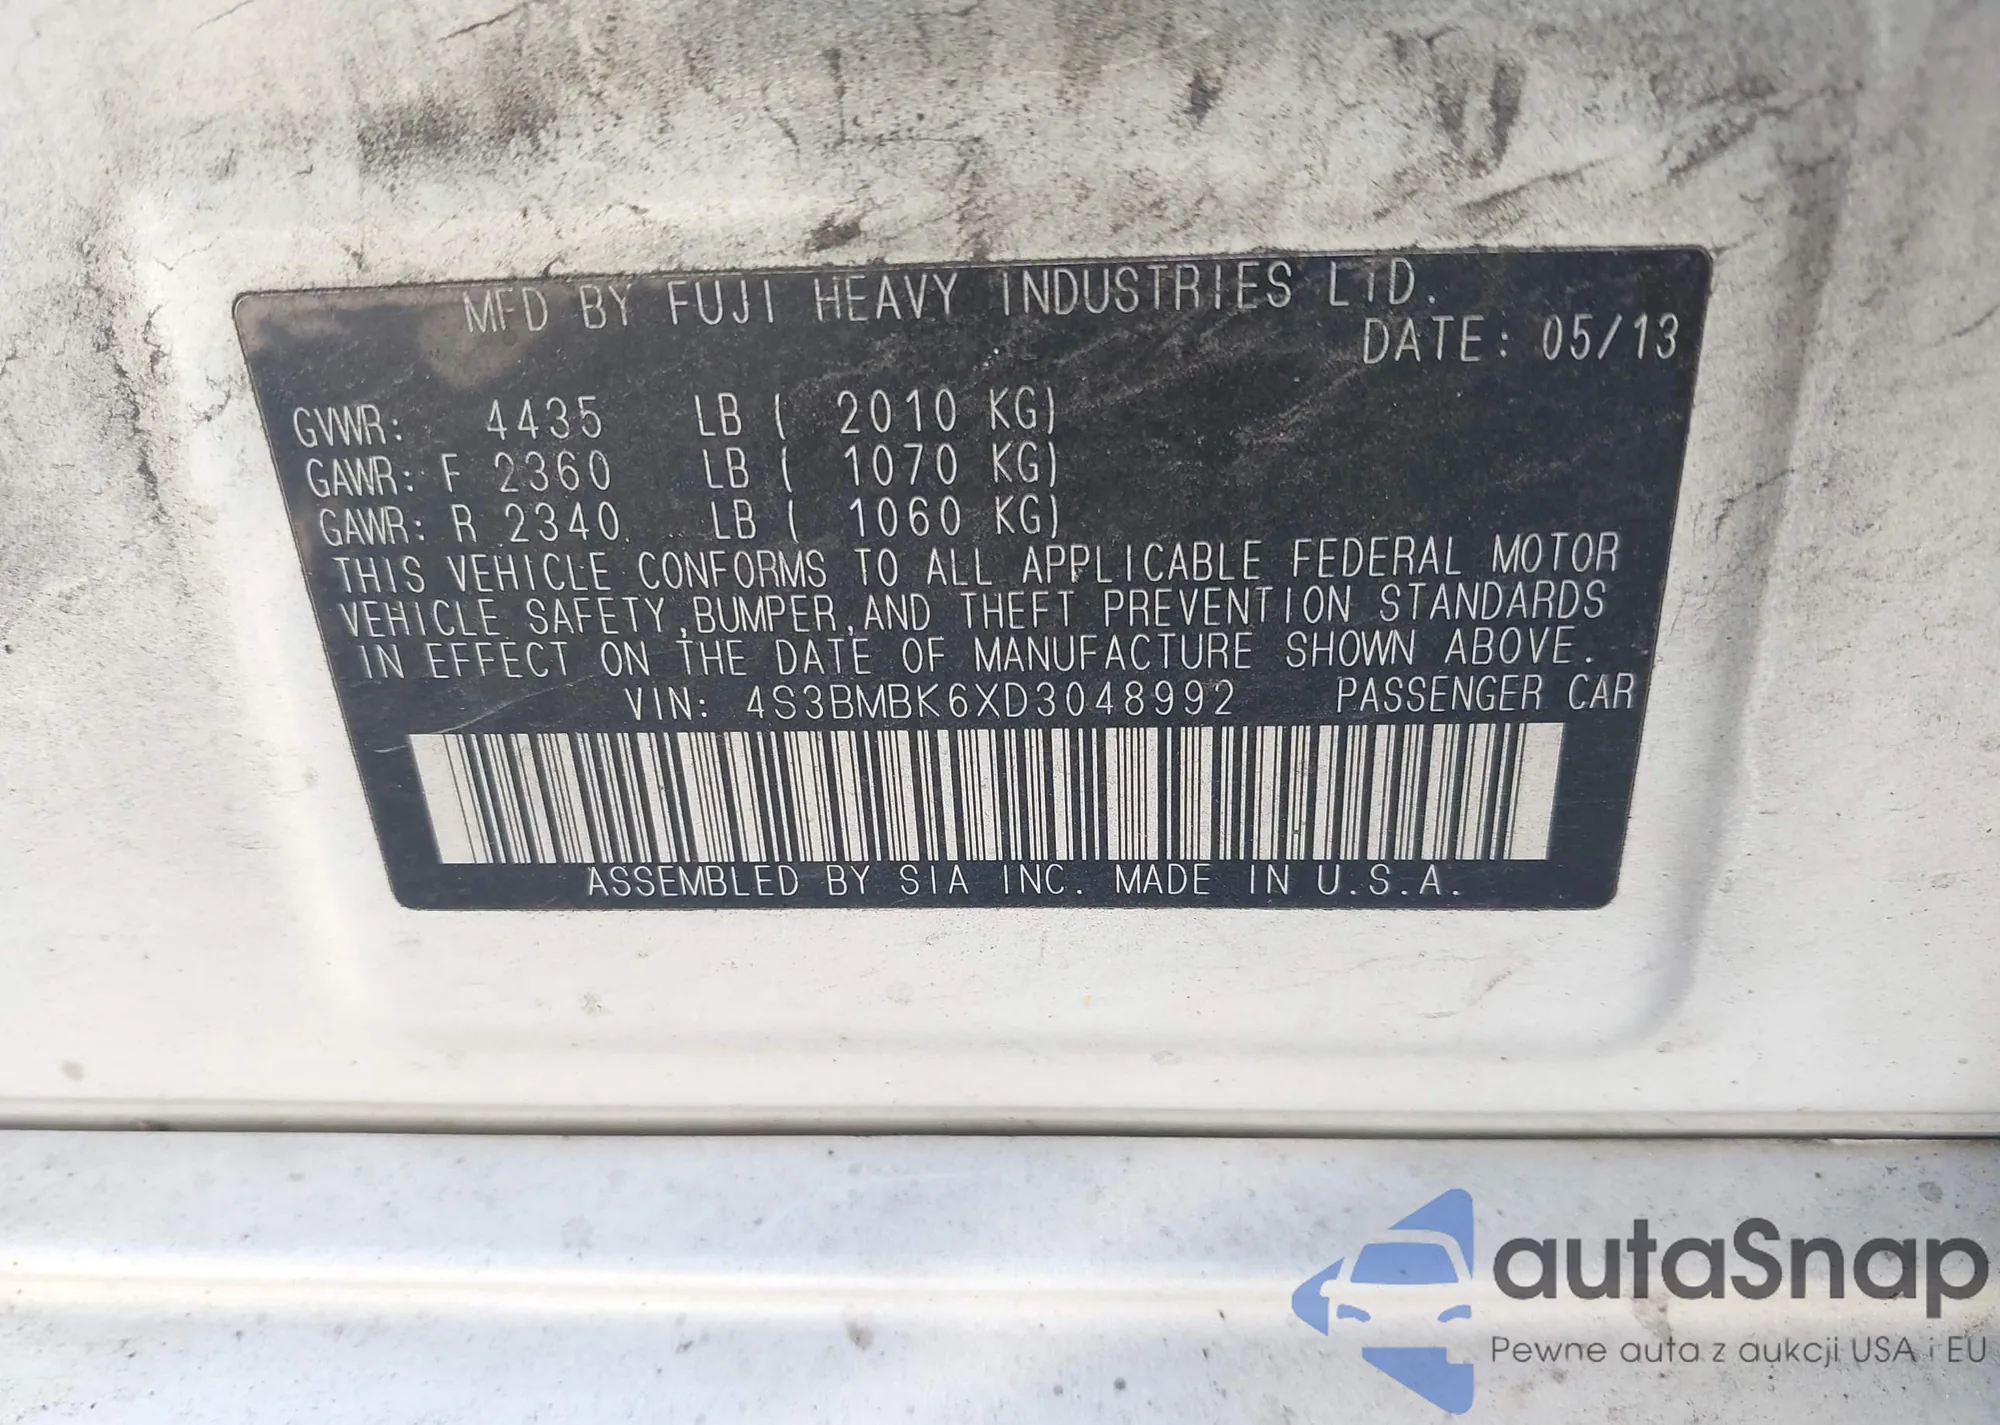 MFD BY FUJI HEAVY INDUSTRIES LTD.
DATE: 05/13
GVWR: 4435 LB ( 2010 KG)
GAWR: F 2360 LB ( 1070 KG)
GAWR: R 2340 LB ( 1060 KG)
THIS VEHICLE CONFORMS TO ALL APPLICABLE FEDERAL MOTOR
VEHICLE SAFETY,BUMPER,AND THEFT PREVENTION STANDARDS
IN EFFECT ON THE DATE OF MANUFACTURE SHOWN ABOVE.
VIN: 4S3BMBK6XD3048992 PASSENGER CAR
ASSEMBLED BY SIA INC. MADE IN U.S.A.
autaSnap
Pewne auta z aukcji USA i EU